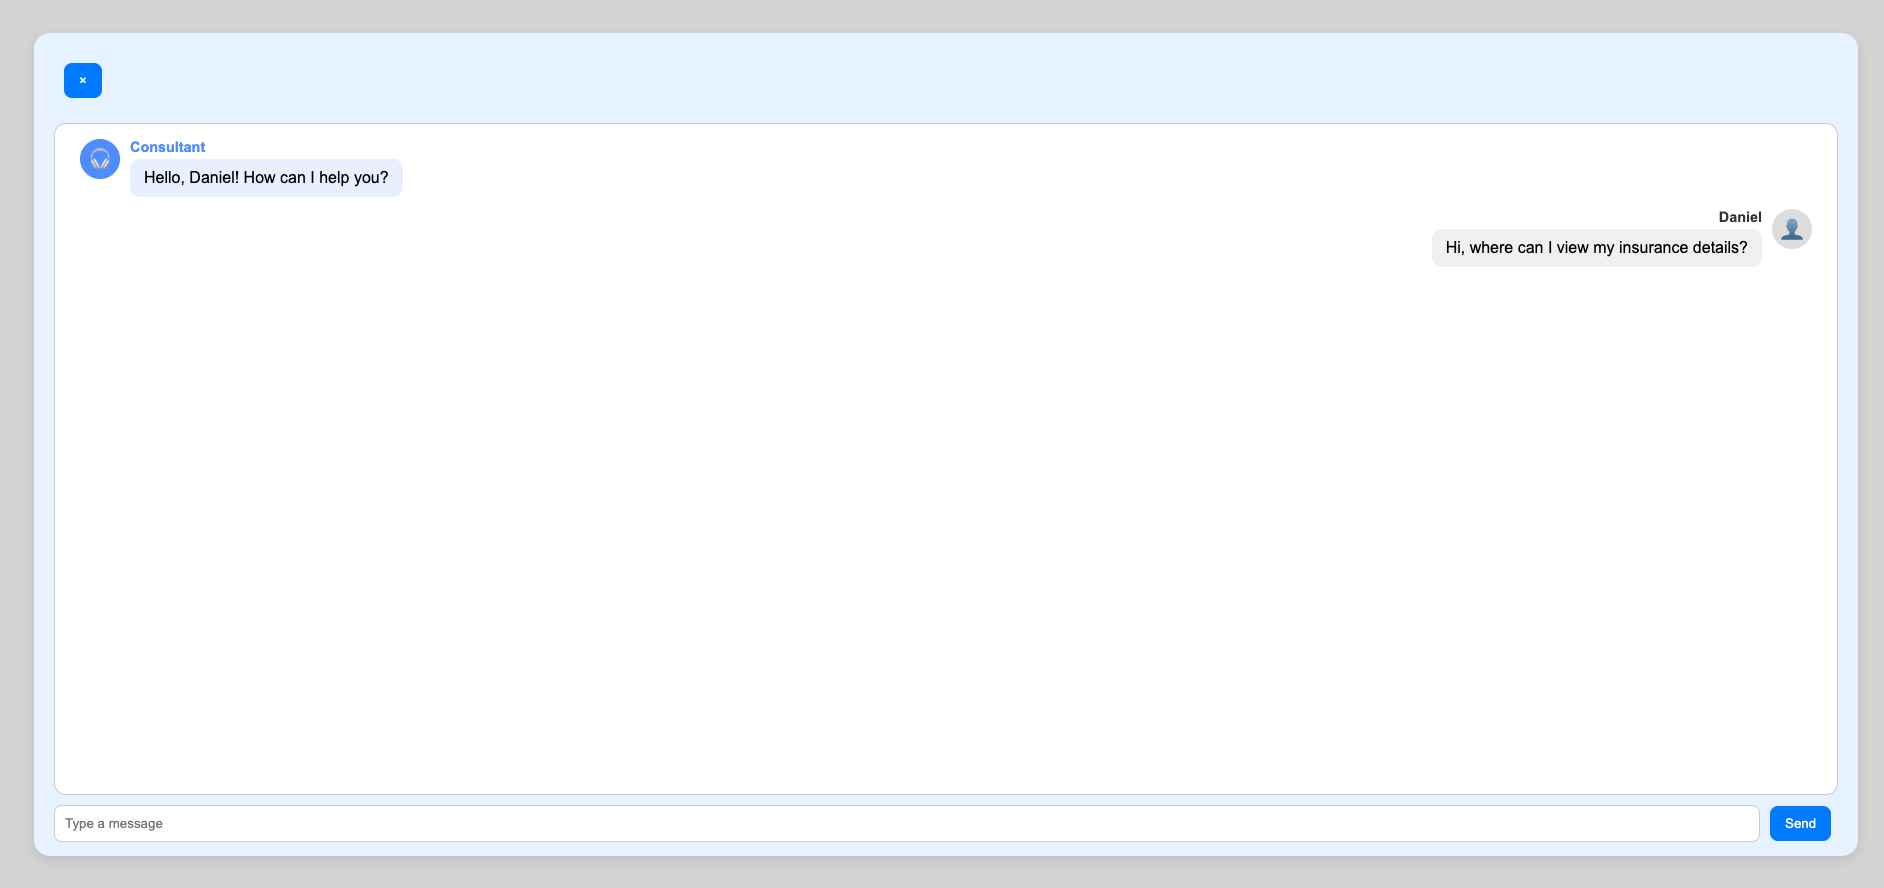 ×
Consultant
Hello, Daniel! How can I help you?
Daniel
Hi, where can I view my insurance details?
Type a message
Send